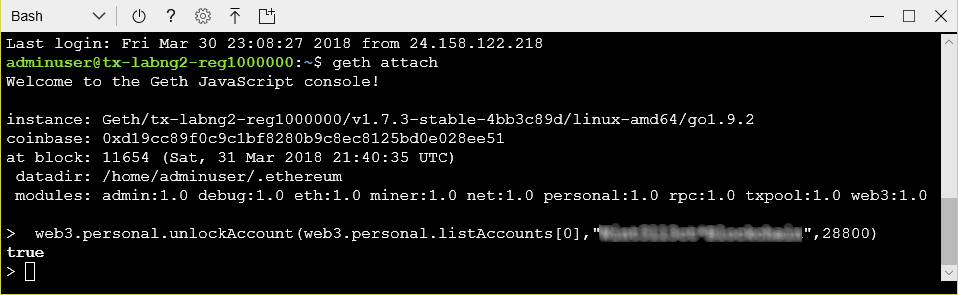 Bash
Last login: Fri Mar 30 23:08:27 2018 from 24.158.122.218
adminuser@tx-labng2-reg1000000:~$ geth attach
Welcome to the Geth JavaScript console!
instance: Geth/tx-labng2-reg1000000/v1.7.3-stable-4bb3c89d/linux-amd64/go1.9.2
coinbase: 0xd19cc89f0c9c1bf8280b9c8ec8125bd0e028ee51
at block: 11654 (Sat, 31 Mar 2018 21:40:35 UTC)
datadir: /home/adminuser/.ethereum
modules: admin:1.0 debug:1.0 eth:1.0 miner:1.0 net:1.0 personal:1.0 rpc:1.0 txpool:1.0 web3:1.0
> web3.personal.unlockAccount(web3.personal.listAccounts[0],"",28800)
true
>